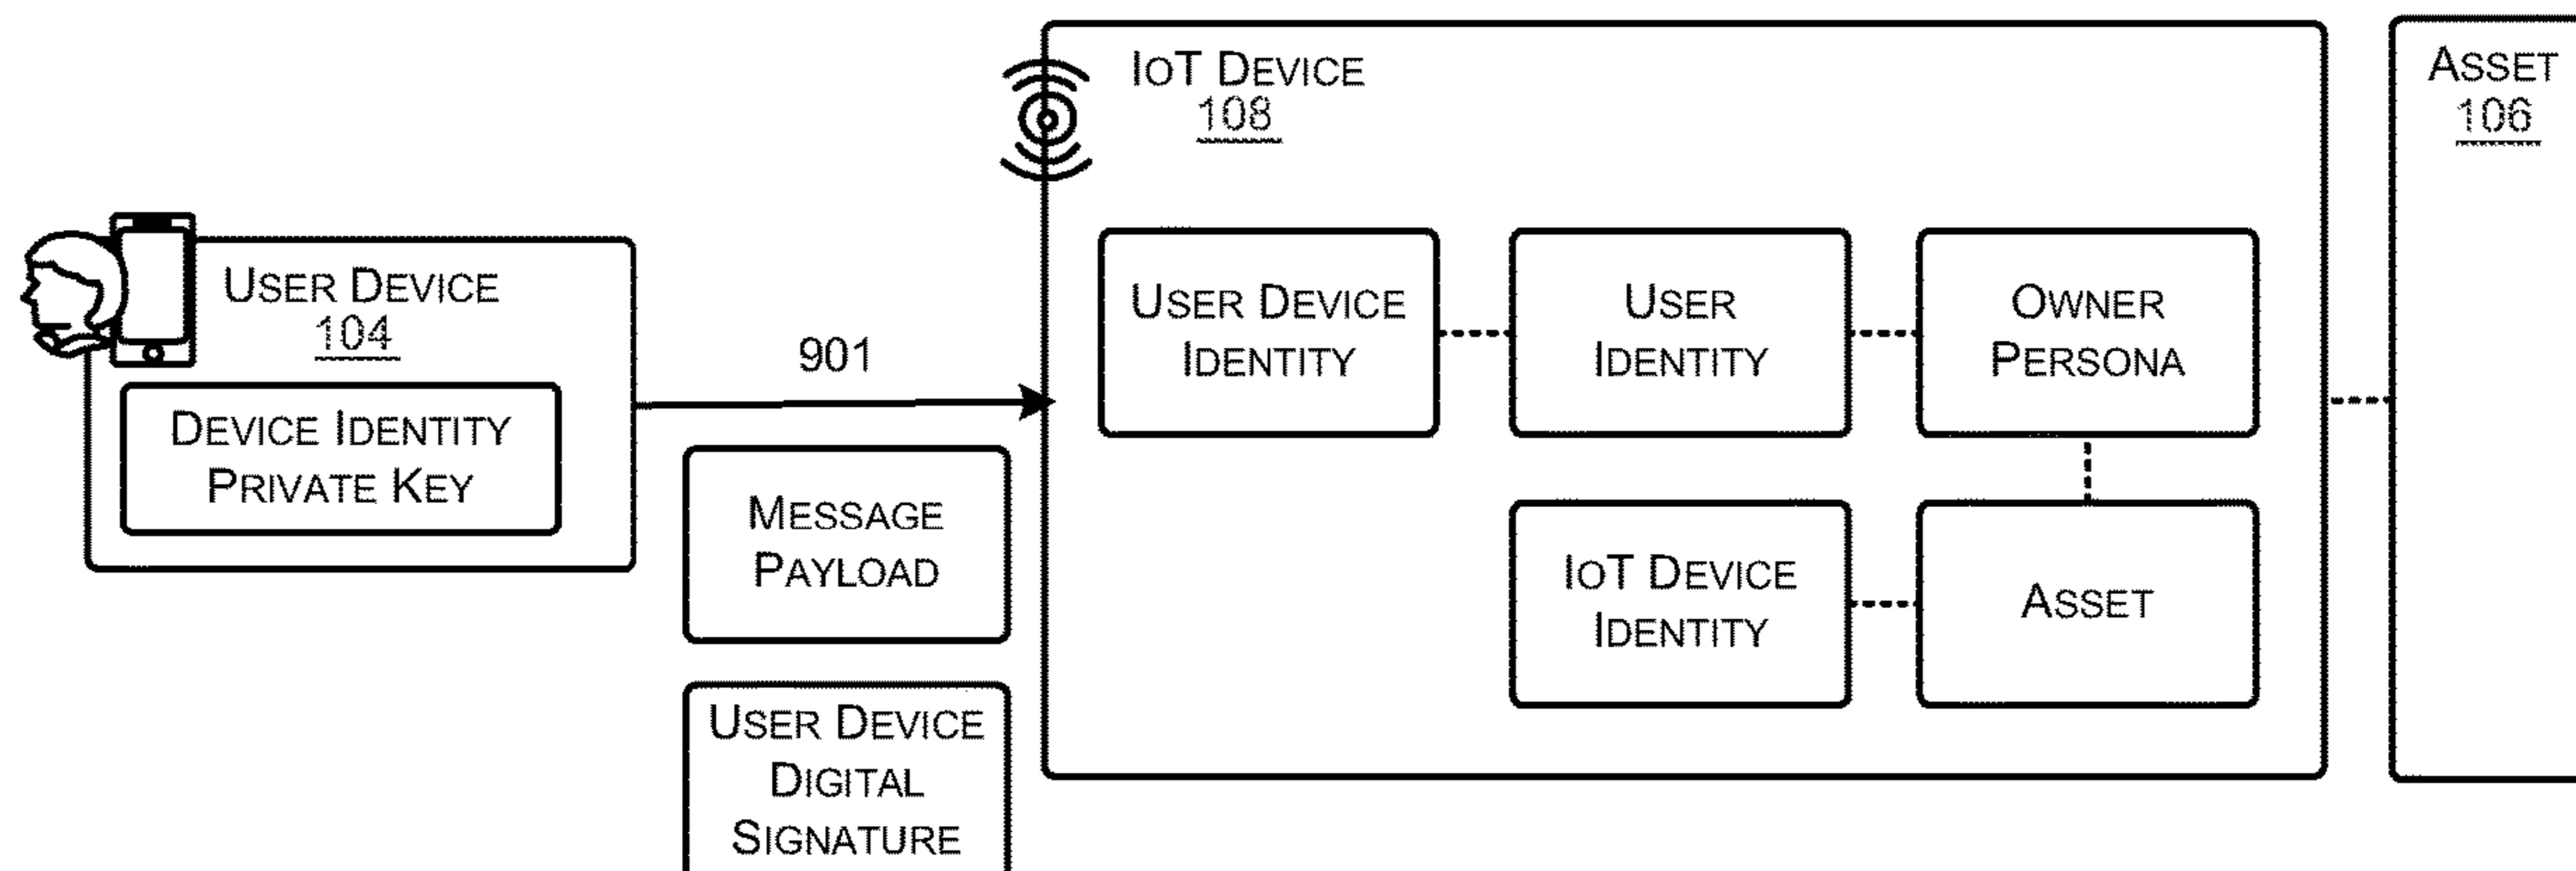 IoT Device
108
Asset
106
User Device
104
Device Identity
Private Key
901
Message
Payload
User Device
Digital
Signature
User Device
Identity
User
Identity
Owner
Persona
IoT Device
Identity
Asset